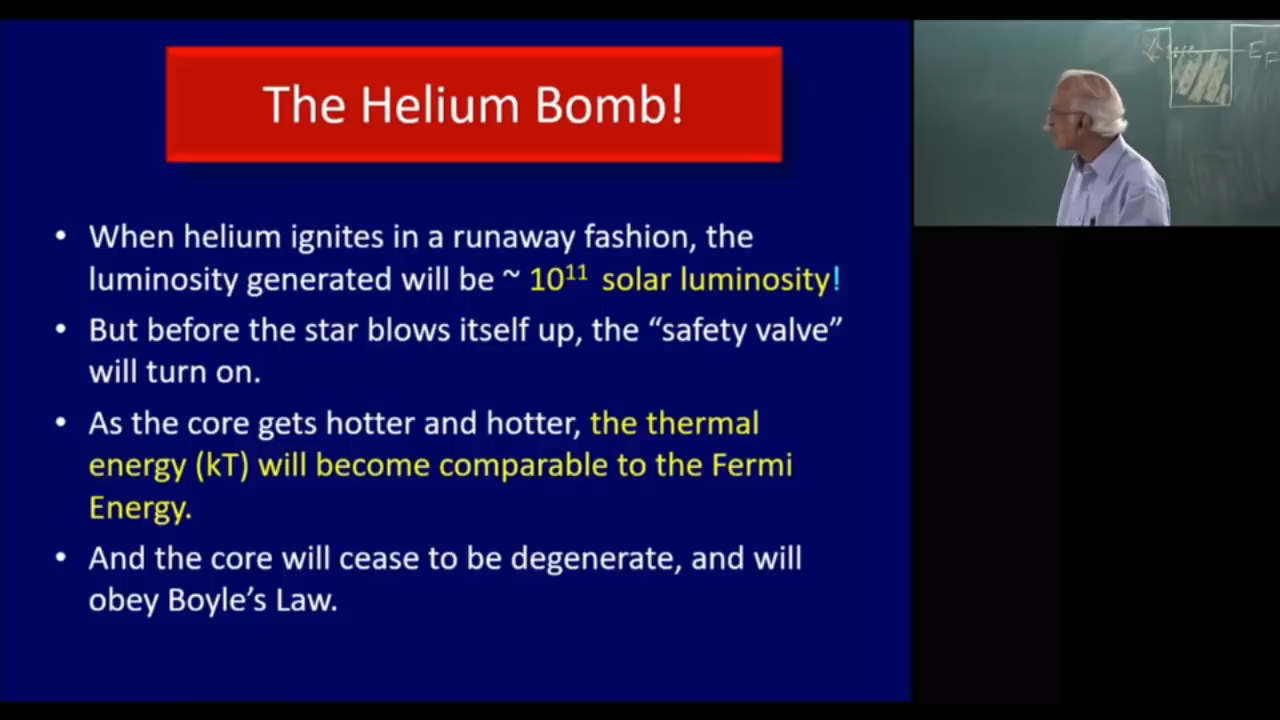 The Helium Bomb!
• When helium ignites in a runaway fashion, the
luminosity generated will be ~ 10¹¹ solar luminosity!
• But before the star blows itself up, the “safety valve”
will turn on.
• As the core gets hotter and hotter, the thermal
energy (kT) will become comparable to the Fermi
Energy.
• And the core will cease to be degenerate, and will
obey Boyle’s Law.
E_F